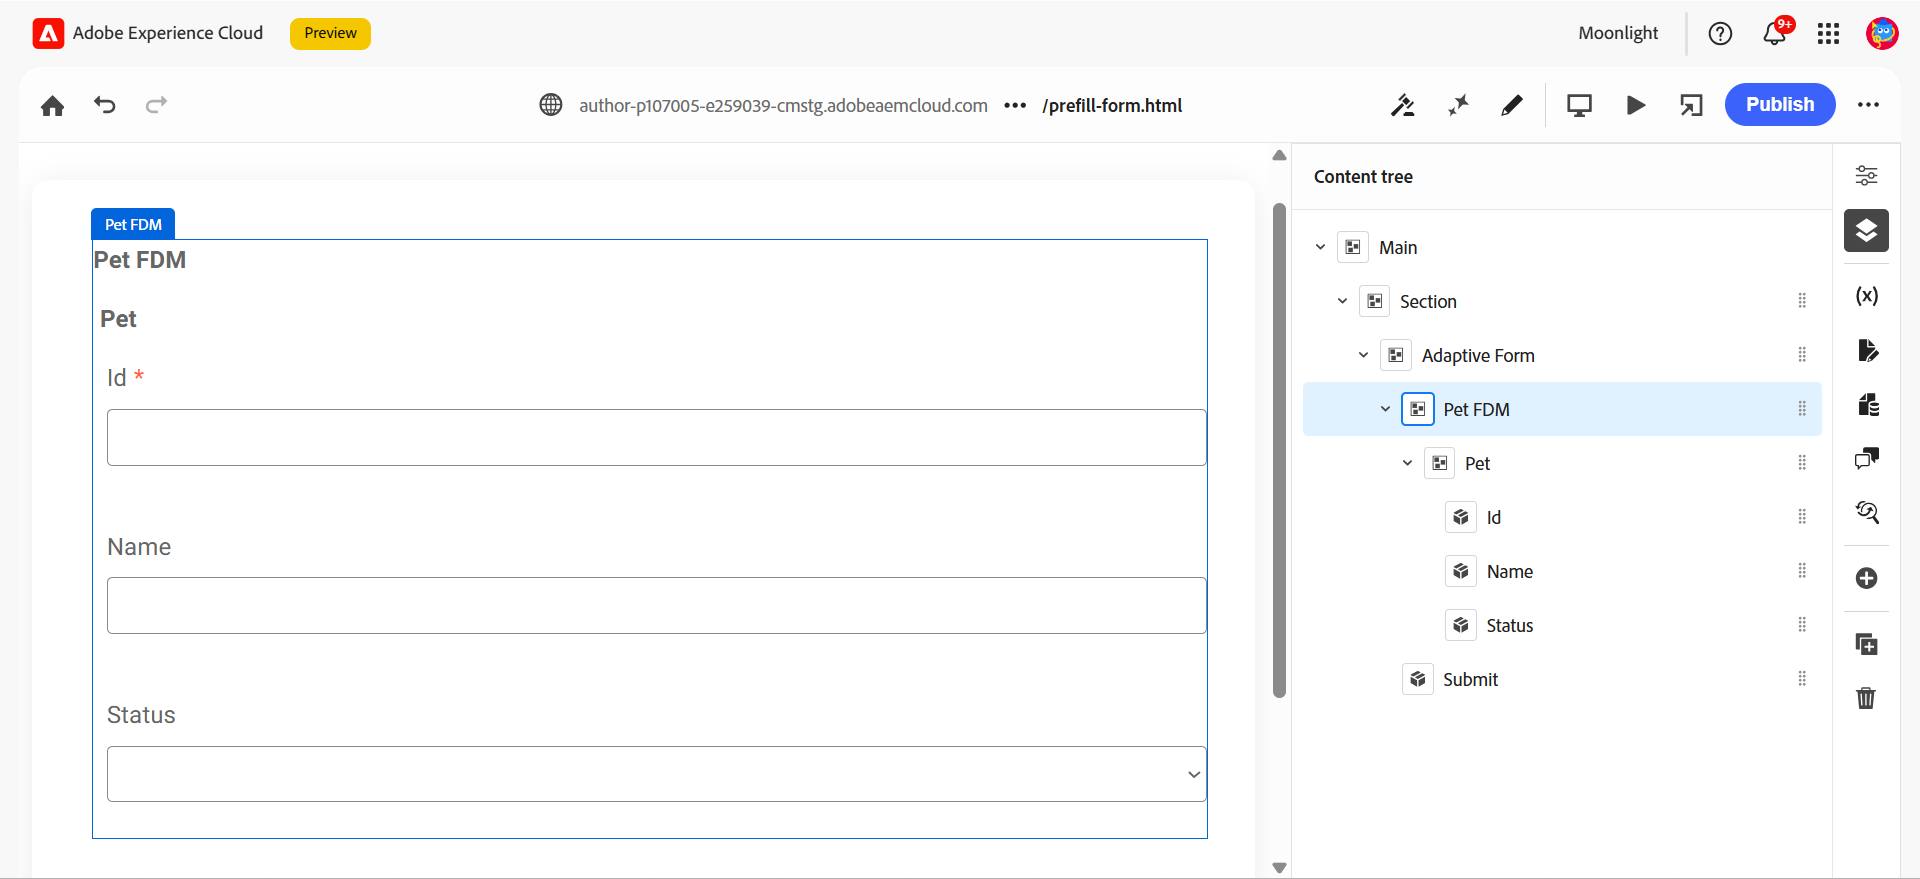 Adobe Experience Cloud
Preview
Moonlight
9+
author-p107005-e259039-cmstg.adobeaemcloud.com ••• /prefill-form.html
Publish
Pet FDM
Pet FDM
Pet
Id *
Name
Status
Content tree
Main
Section
Adaptive Form
Pet FDM
Pet
Id
Name
Status
Submit
(x)